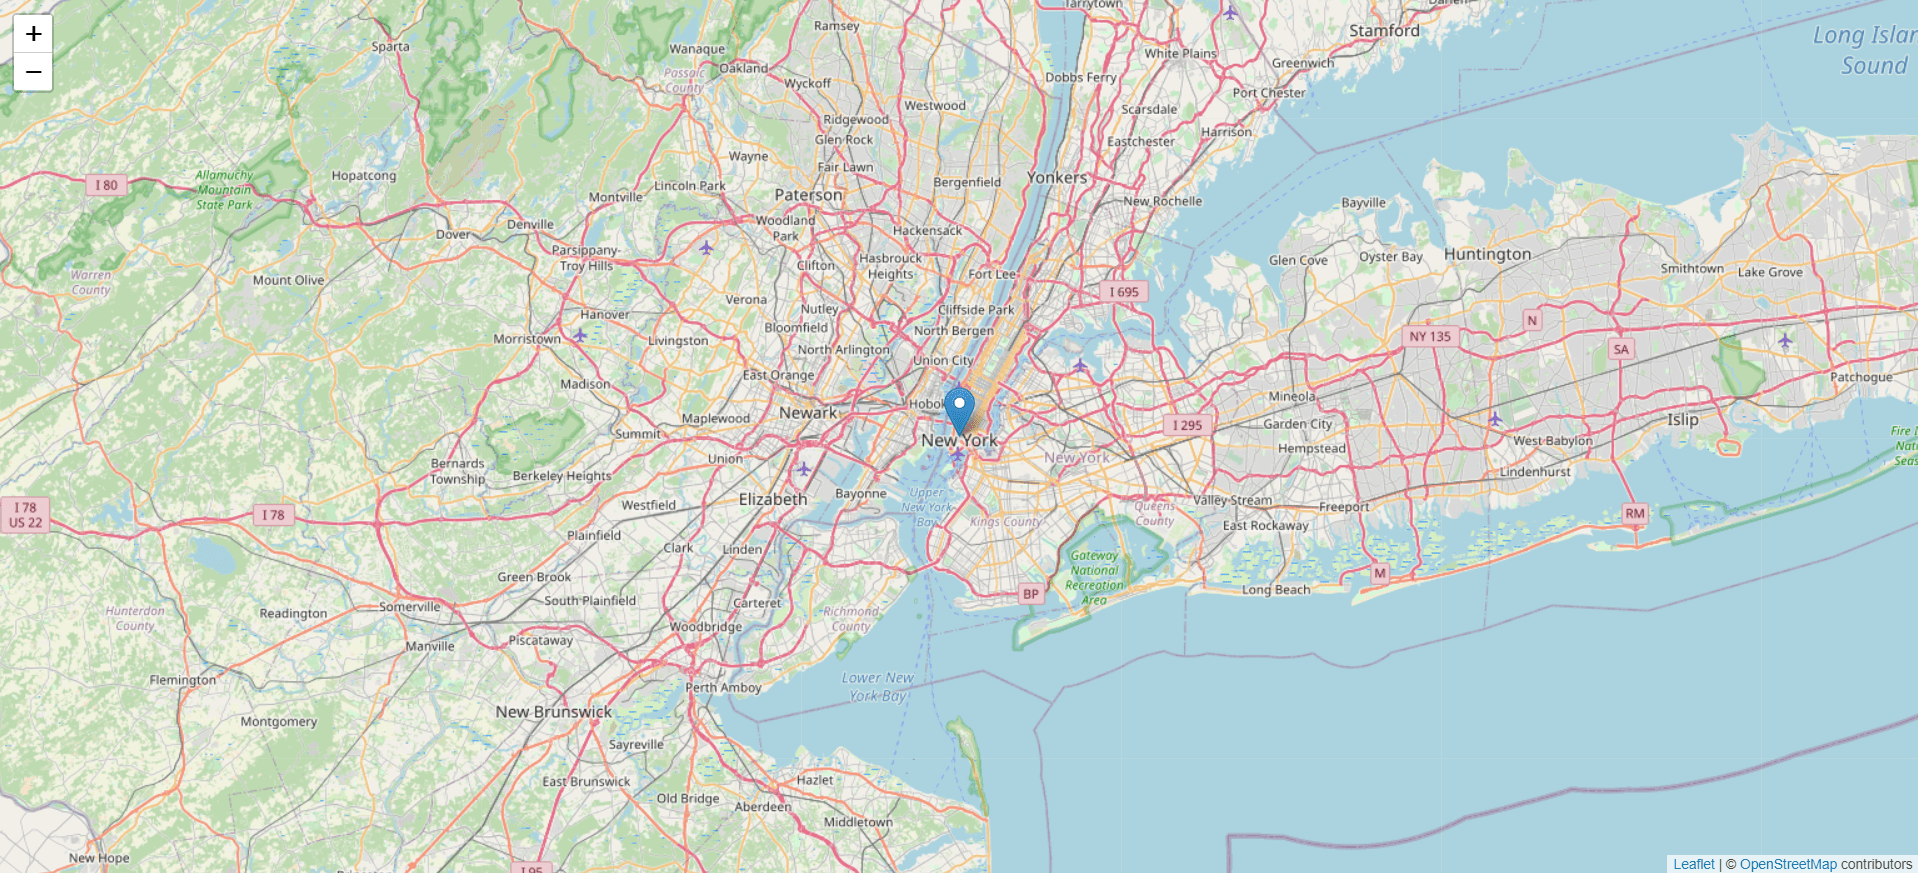 +
−
Sparta
Ramsey
Tarrytown
Stamford
Long Islan
Sound
Wanaque
Oakland
Passaic
County
Wyckoff
White Plains
Greenwich
Dobbs Ferry
Port Chester
Westwood
Scarsdale
Ridgewood
Glen Rock
Harrison
Eastchester
Wayne
Fair Lawn
Hopatcong
Allamuchy
Mountain
State Park
I 80
Lincoln Park
Bergenfield
Yonkers
Montville
Paterson
New Rochelle
Bayville
Woodland
Park
Denville
Dover
Hackensack
Parsippany-
Troy Hills
Hasbrouck
Heights
Clifton
Fort Lee
Glen Cove
Oyster Bay
Huntington
Smithtown
Lake Grove
Warren
County
Mount Olive
I 695
Verona
Nutley
Cliffside Park
Hanover
Bloomfield
North Bergen
N
NY 135
SA
Morristown
Livingston
North Arlington
Union City
East Orange
Madison
Patchogue
Mineola
Newark
Hobok
Maplewood
I 295
Garden City
Islip
Summit
New York
West Babylon
Hempstead
New York
Union
Bernards
Township
Berkeley Heights
Lindenhurst
Elizabeth
Bayonne
Upper
New York
Bay
Valley Stream
Freeport
Westfield
I 78
US 22
I 78
Kings County
Queens
County
East Rockaway
RM
Plainfield
Clark
Linden
Gateway
National
Recreation
Area
M
Green Brook
Long Beach
BP
South Plainfield
Carteret
Hunterdon
County
Readington
Somerville
Richmond
County
Woodbridge
Piscataway
Manville
Flemington
Perth Amboy
Lower New
York Bay
New Brunswick
Montgomery
Sayreville
East Brunswick
Hazlet
Old Bridge
Aberdeen
Middletown
New Hope
I 95
Leaflet | © OpenStreetMap contributors